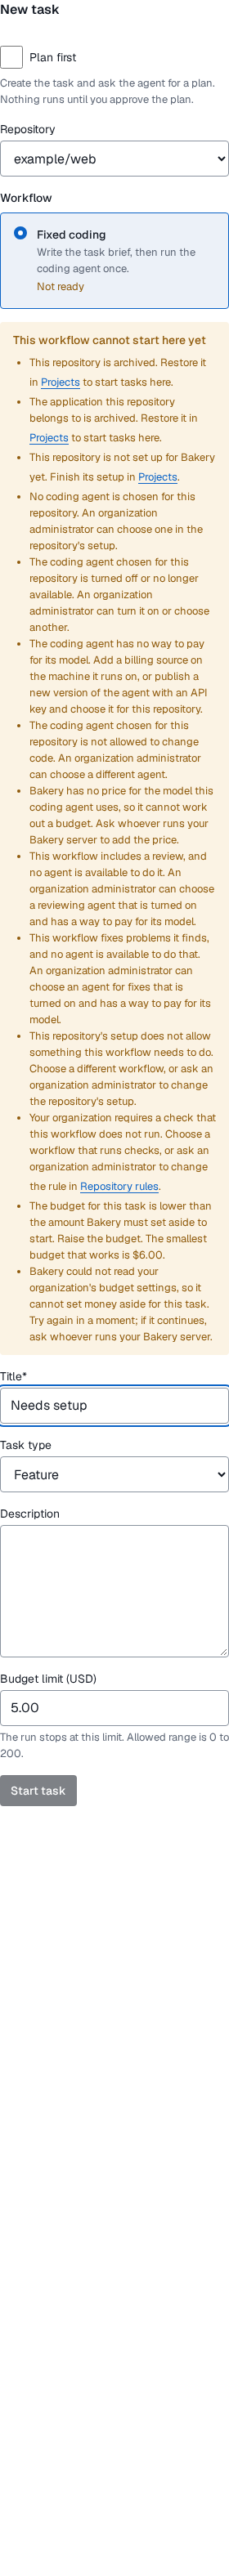 New task
Plan first
Create the task and ask the agent for a plan.
Nothing runs until you approve the plan.
Repository
example/web
Workflow
Fixed coding
Write the task brief, then run the
coding agent once.
Not ready
This workflow cannot start here yet
• This repository is archived. Restore it
in Projects to start tasks here.
• The application this repository
belongs to is archived. Restore it in
Projects to start tasks here.
• This repository is not set up for Bakery
yet. Finish its setup in Projects.
• No coding agent is chosen for this
repository. An organization
administrator can choose one in the
repository's setup.
• The coding agent chosen for this
repository is turned off or no longer
available. An organization
administrator can turn it on or choose
another.
• The coding agent has no way to pay
for its model. Add a billing source on
the machine it runs on, or publish a
new version of the agent with an API
key and choose it for this repository.
• The coding agent chosen for this
repository is not allowed to change
code. An organization administrator
can choose a different agent.
• Bakery has no price for the model this
coding agent uses, so it cannot work
out a budget. Ask whoever runs your
Bakery server to add the price.
• This workflow includes a review, and
no agent is available to do it. An
organization administrator can choose
a reviewing agent that is turned on
and has a way to pay for its model.
• This workflow fixes problems it finds,
and no agent is available to do that.
An organization administrator can
choose an agent for fixes that is
turned on and has a way to pay for its
model.
• This repository's setup does not allow
something this workflow needs to do.
Choose a different workflow, or ask an
organization administrator to change
the repository's setup.
• Your organization requires a check that
this workflow does not run. Choose a
workflow that runs checks, or ask an
organization administrator to change
the rule in Repository rules.
• The budget for this task is lower than
the amount Bakery must set aside to
start. Raise the budget. The smallest
budget that works is $6.00.
• Bakery could not read your
organization's budget settings, so it
cannot set money aside for this task.
Try again in a moment; if it continues,
ask whoever runs your Bakery server.
Title*
Needs setup
Task type
Feature
Description
Budget limit (USD)
5.00
The run stops at this limit. Allowed range is 0 to
200.
Start task